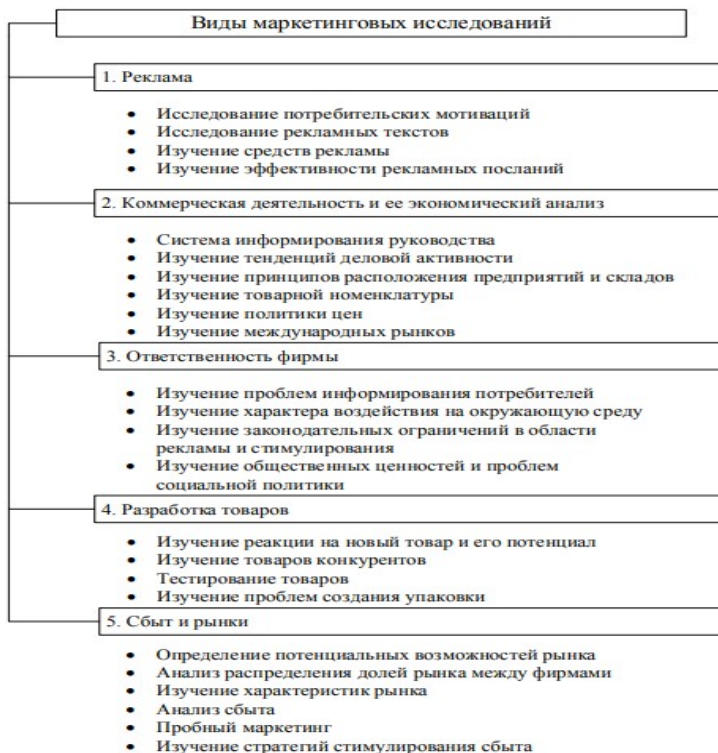 Виды маркетинговых исследований
1. Реклама
• Исследование потребительских мотиваций
• Исследование рекламных текстов
• Изучение средств рекламы
• Изучение эффективности рекламных посланий
2. Коммерческая деятельность и ее экономический анализ
• Система информирования руководства
• Изучение тенденций деловой активности
• Изучение принципов расположения предприятий и складов
• Изучение товарной номенклатуры
• Изучение политики цен
• Изучение международных рынков
3. Ответственность фирмы
• Изучение проблем информирования потребителей
• Изучение характера воздействия на окружающую среду
• Изучение законодательных ограничений в области
рекламы и стимулирования
• Изучение общественных ценностей и проблем
социальной политики
4. Разработка товаров
• Изучение реакции на новый товар и его потенциал
• Изучение товаров конкурентов
• Тестирование товаров
• Изучение проблем создания упаковки
5. Сбыт и рынки
• Определение потенциальных возможностей рынка
• Анализ распределения долей рынка между фирмами
• Изучение характеристик рынка
• Анализ сбыта
• Пробный маркетинг
• Изучение стратегий стимулирования сбыта